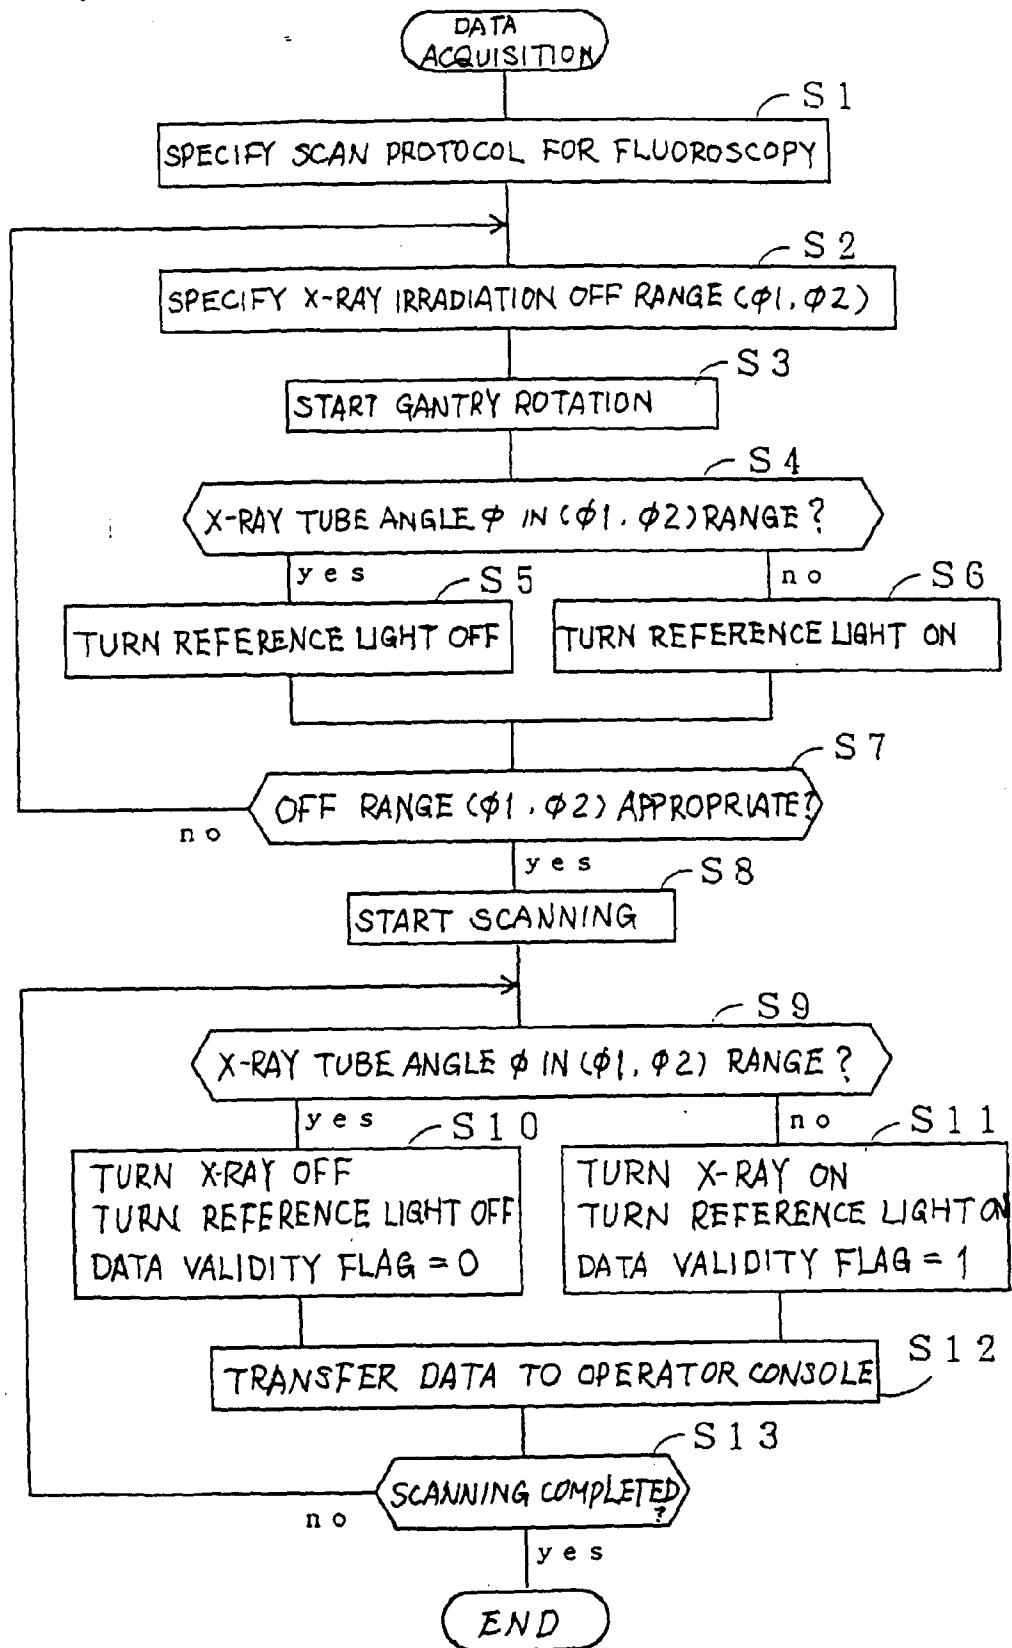 DATA
ACQUISITION
S1
SPECIFY SCAN PROTOCOL FOR FLUOROSCOPY
S2
SPECIFY X-RAY IRRADIATION OFF RANGE (φ1, φ2)
S3
START GANTRY ROTATION
S4
X-RAY TUBE ANGLE φ IN (φ1, φ2) RANGE?
yes
no
S5
S6
TURN REFERENCE LIGHT OFF
TURN REFERENCE LIGHT ON
S7
OFF RANGE (φ1, φ2) APPROPRIATE?
no
yes
S8
START SCANNING
S9
X-RAY TUBE ANGLE φ IN (φ1, φ2) RANGE?
yes
no
S10
S11
TURN X-RAY OFF
TURN REFERENCE LIGHT OFF
DATA VALIDITY FLAG = 0
TURN X-RAY ON
TURN REFERENCE LIGHT ON
DATA VALIDITY FLAG = 1
S12
TRANSFER DATA TO OPERATOR CONSOLE
S13
SCANNING COMPLETED
?
no
yes
END